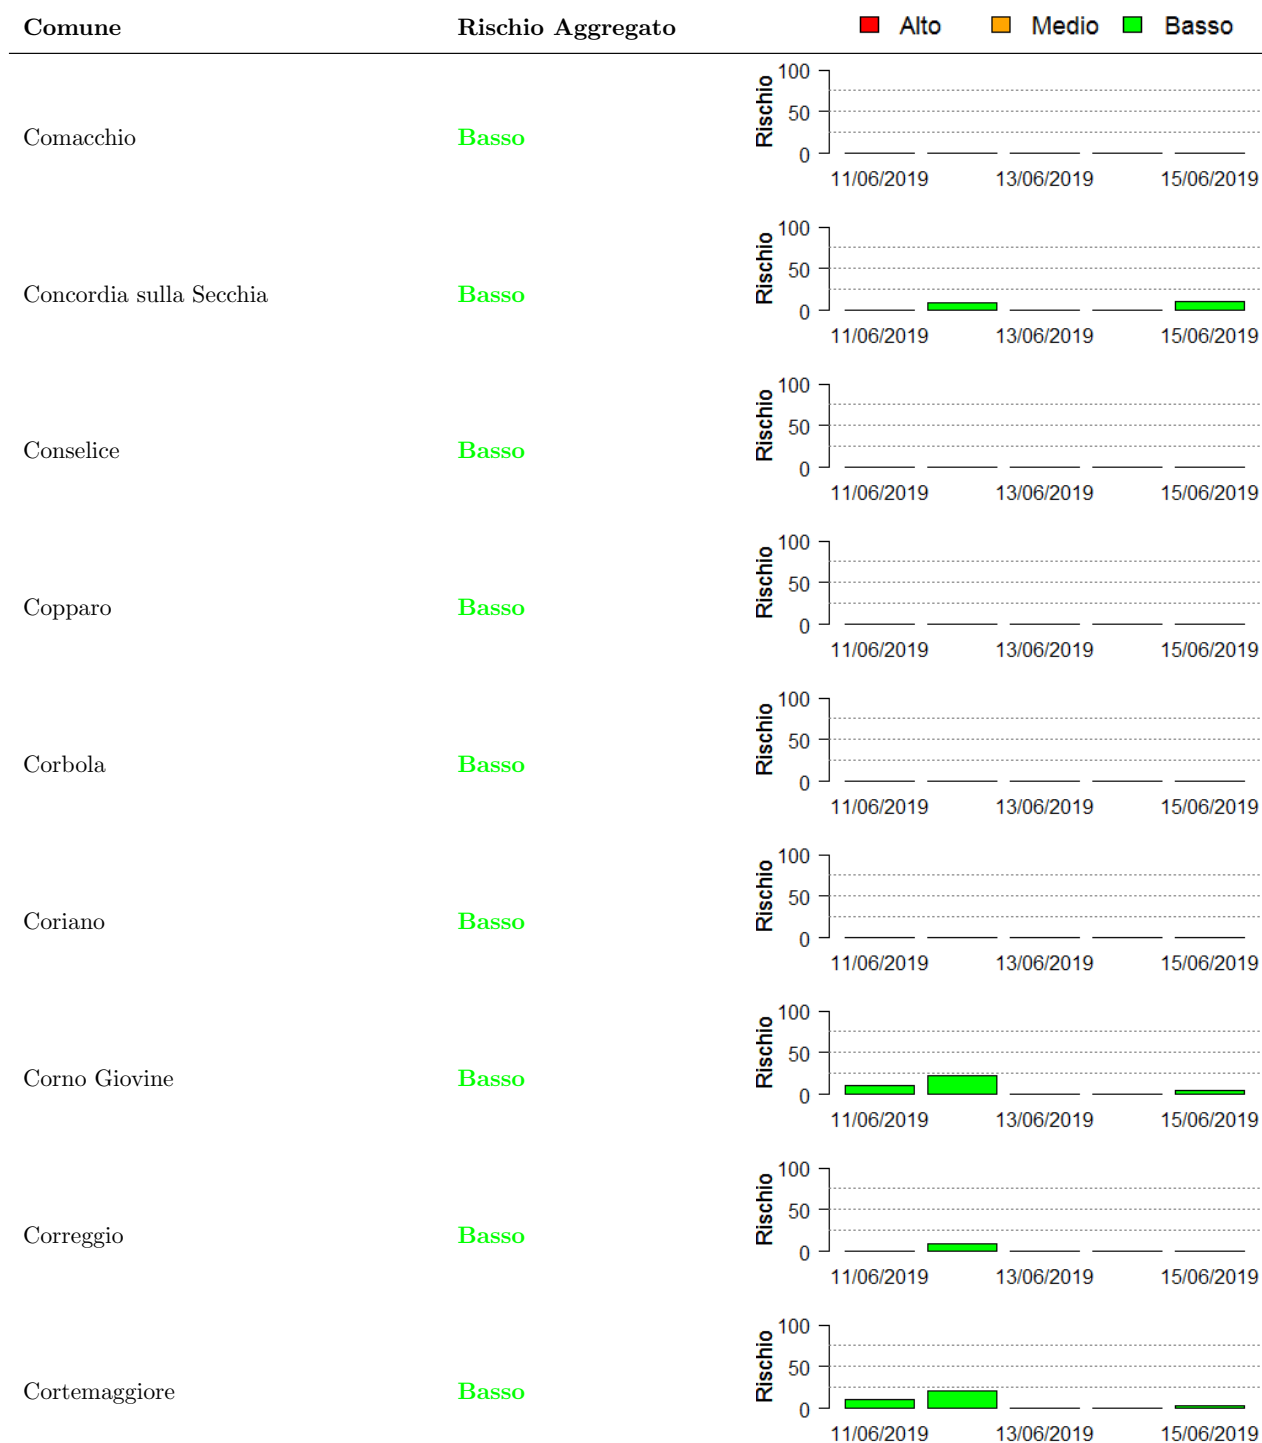 Comune Rischio Aggregato Alto Medio Basso
Comacchio Basso Rischio 100 50 0
11/06/2019 13/06/2019 15/06/2019
Concordia sulla Secchia Basso Rischio 100 50 0
11/06/2019 13/06/2019 15/06/2019
Conselice Basso Rischio 100 50 0
11/06/2019 13/06/2019 15/06/2019
Copparo Basso Rischio 100 50 0
11/06/2019 13/06/2019 15/06/2019
Corbola Basso Rischio 100 50 0
11/06/2019 13/06/2019 15/06/2019
Coriano Basso Rischio 100 50 0
11/06/2019 13/06/2019 15/06/2019
Corno Giovine Basso Rischio 100 50 0
11/06/2019 13/06/2019 15/06/2019
Correggio Basso Rischio 100 50 0
11/06/2019 13/06/2019 15/06/2019
Cortemaggiore Basso Rischio 100 50 0
11/06/2019 13/06/2019 15/06/2019